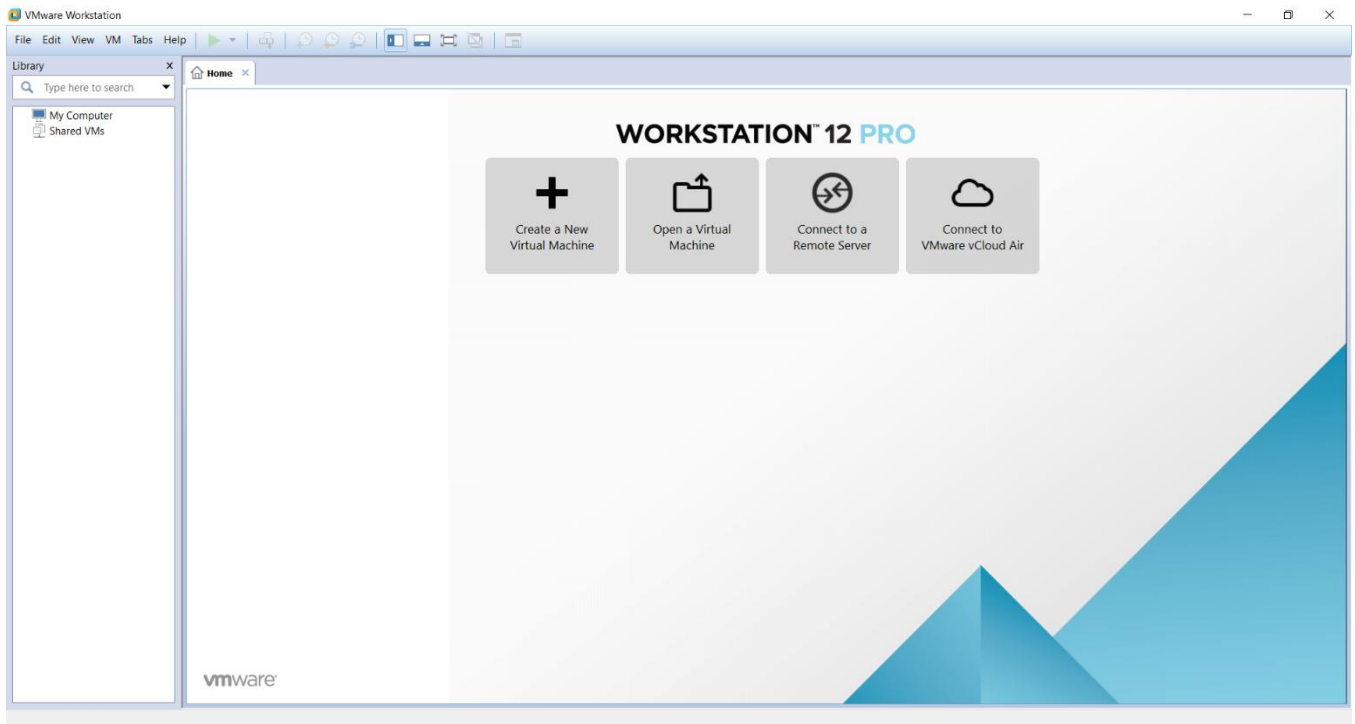 VMware Workstation
File Edit View VM Tabs Help
Library
Type here to search
My Computer
Shared VMs
Home
WORKSTATION™ 12 PRO
Create a New
Virtual Machine
Open a Virtual
Machine
Connect to a
Remote Server
Connect to
VMware vCloud Air
vmware